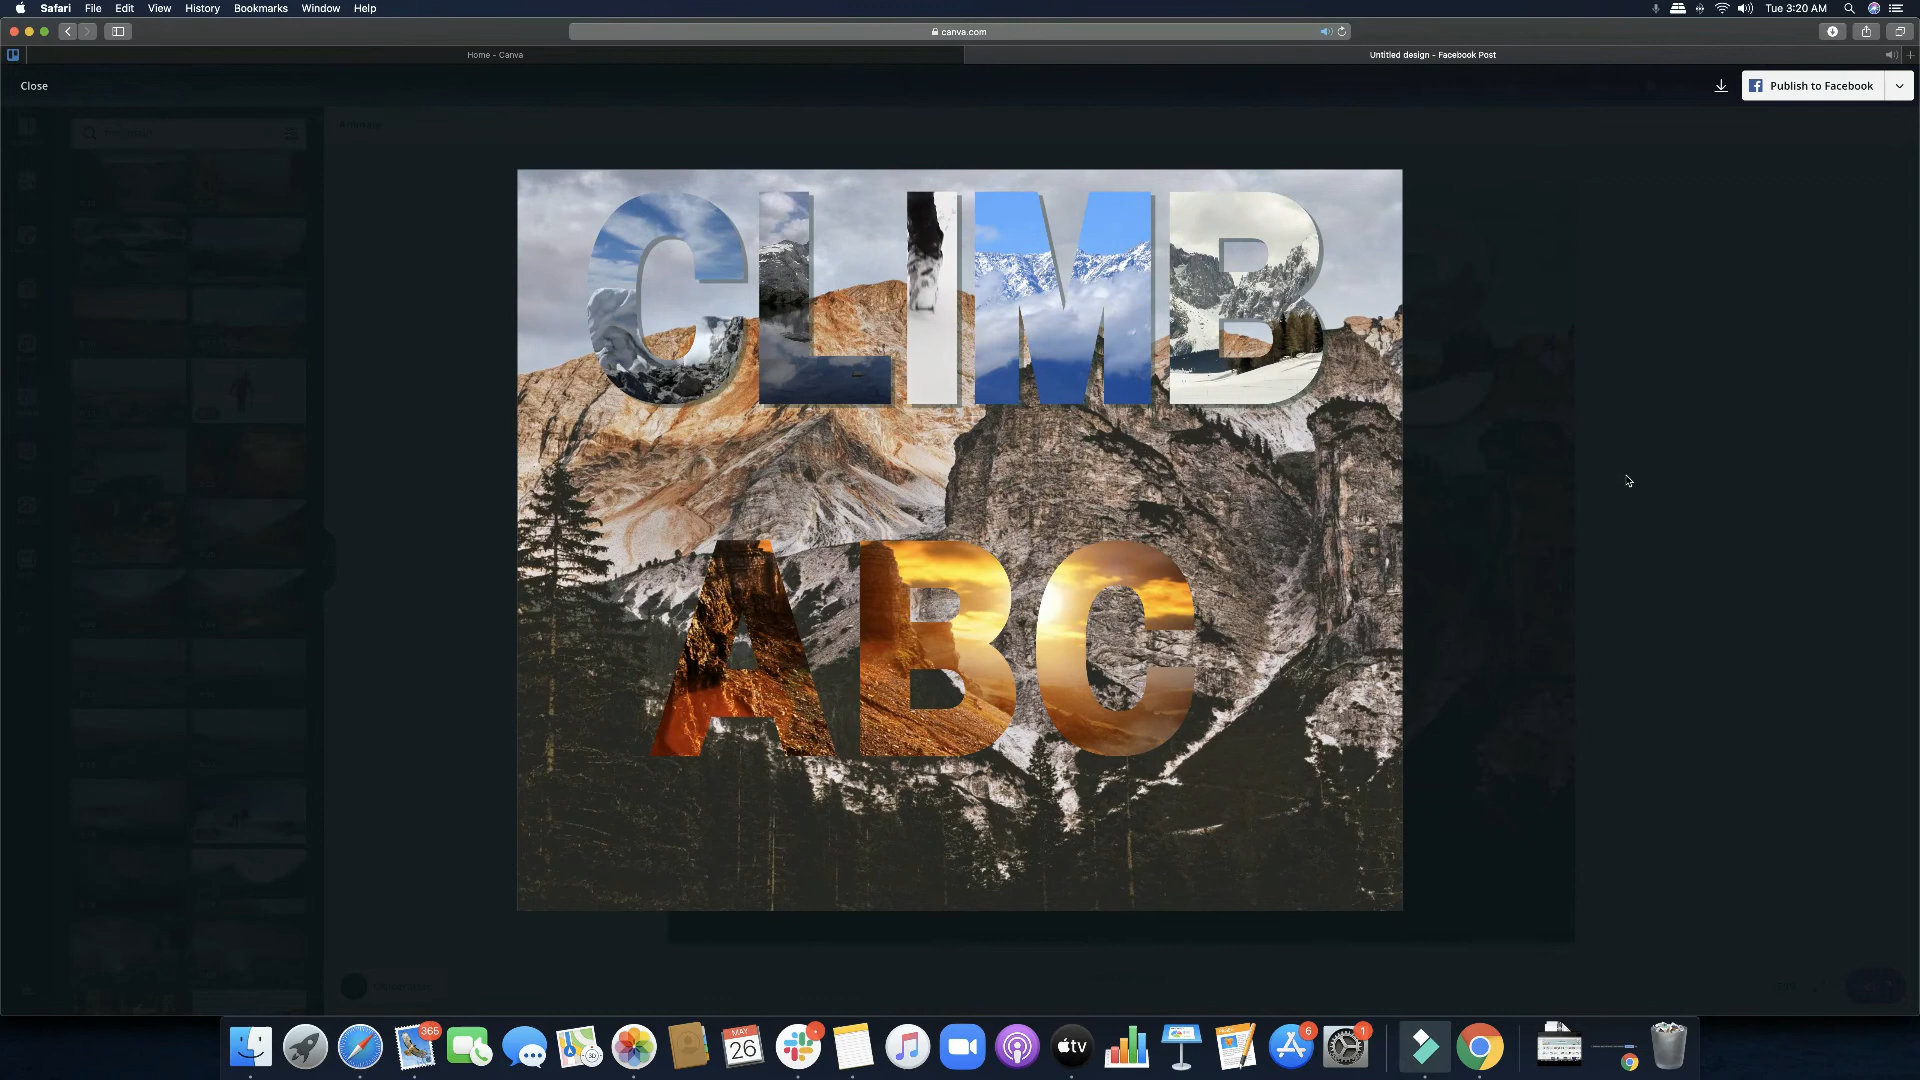 Safari File Edit View History Bookmarks Window Help
Tue 3:20 AM
canva.com
Home - Canva
Untitled design - Facebook Post
Close
Publish to Facebook
CLIMB
ABC
365
MAY
26
3D
tv
6
1